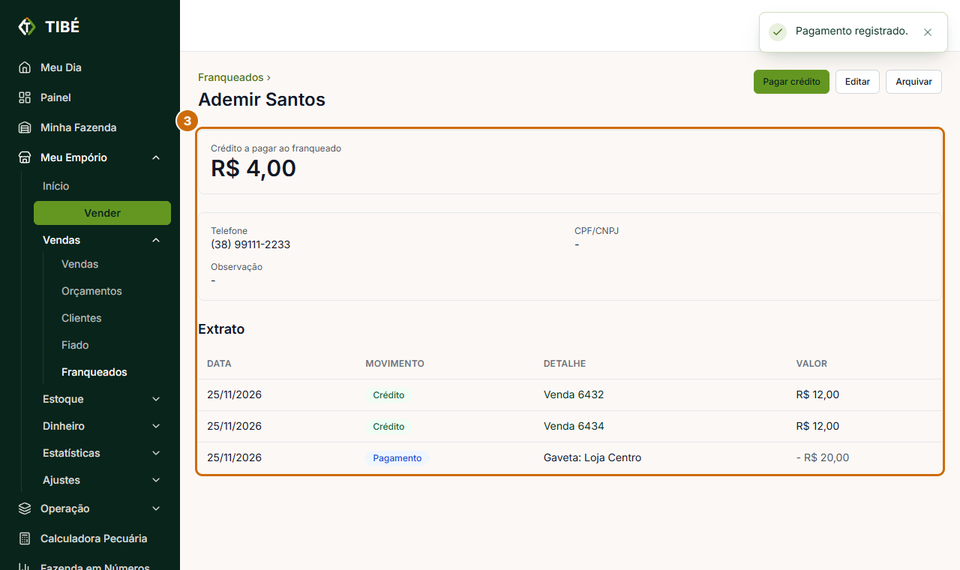 TIBÉ
Pagamento registrado.
Meu Dia
Painel
Minha Fazenda
Meu Empório
Início
Vender
Vendas
Vendas
Orçamentos
Clientes
Fiado
Franqueados
Estoque
Dinheiro
Estatísticas
Ajustes
Operação
Calculadora Pecuária
Fazenda em Números
Franqueados ›
Ademir Santos
Pagar crédito Editar Arquivar
3
Crédito a pagar ao franqueado
R$ 4,00
Telefone CPF/CNPJ
(38) 99111-2233 -
Observação
-
Extrato
DATA MOVIMENTO DETALHE VALOR
25/11/2026 Crédito Venda 6432 R$ 12,00
25/11/2026 Crédito Venda 6434 R$ 12,00
25/11/2026 Pagamento Gaveta: Loja Centro - R$ 20,00